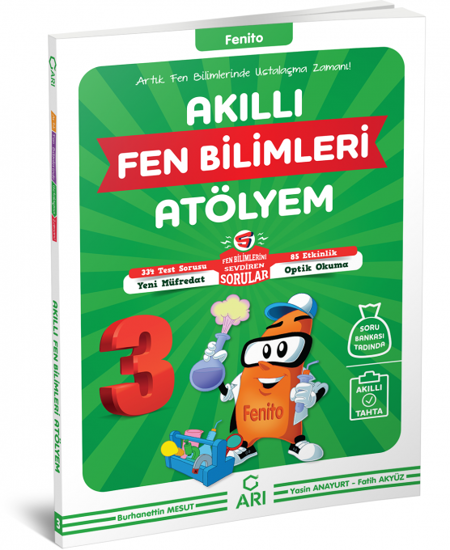 Fenito
Artık Fen Bilimlerinde Ustalaşma Zamanı!
AKILLI
FEN BİLİMLERİ
ATÖLYEM
334 Test Sorusu
Yeni Müfredat
FEN BİLİMLERİNİ
SEVDİREN
SORULAR
85 Etkinlik
Optik Okuma
3
SORU
BANKASI
TADINDA
AKILLI
TAHTA
Fenito
ARI
Burhanettin MESUT
Yasin ANAYURT - Fatih AKYÜZ
ARI
AKILLI FEN BİLİMLERİ ATÖLYEM
3